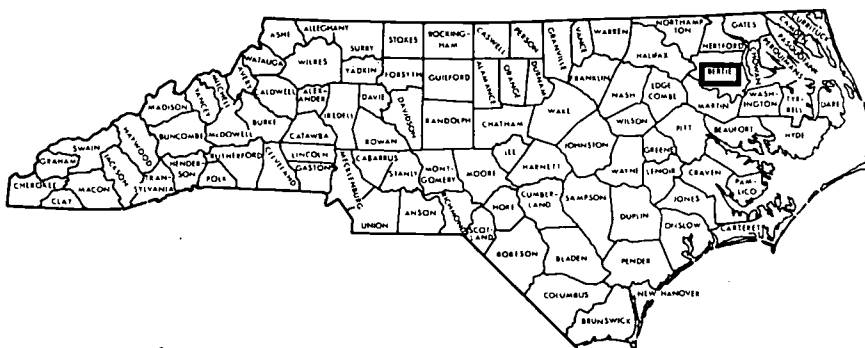 ASHE
ALLEGHANY
SURRY
STOKES
ROCKING-
HAM
CASWELL
PERSON
GRANVILLE
VANCE
WARREN
NORTHAMP
TON
GATES
CURRITUCK
CAMDEN
PASQUOTANK
PERQUIMANS
CHOWAN
HERTFORD
HALIFAX
BERTIE
WATAUGA
WILKES
YADKIN
FORSYTH
GUILFORD
ALAMANCE
ORANGE
DURHAM
FRANKLIN
NASH
EDGE
COMBE
MARTIN
WASH-
INGTON
TYR-
RELL
DARE
MADISON
YANCEY
MITCHELL
AVERY
CALDWELL
ALEX-
ANDER
IREDELL
DAVIE
DAVIDSON
RANDOLPH
CHATHAM
WAKE
WILSON
PITT
BEAUFORT
HYDE
BUNCOMBE
McDOWELL
BURKE
CATAWBA
ROWAN
LEE
JOHNSTON
GREENE
SWAIN
HAYWOOD
GRAHAM
JACKSON
HENDER-
SON
RUTHERFORD
CLEVELAND
LINCOLN
GASTON
MECKLENBURG
CABARRUS
STANLY
MONT-
GOMERY
MOORE
HARNETT
WAYNE
LENOIR
CRAVEN
PAM-
LICO
CHEROKEE
CLAY
MACON
TRAN-
SYLVANIA
POLK
UNION
ANSON
RICHMOND
SCOT-
LAND
HOKE
CUMBER-
LAND
SAMPSON
DUPLIN
JONES
ONSLOW
CARTERET
ROBESON
BLADEN
PENDER
COLUMBUS
NEW HANOVER
BRUNSWICK